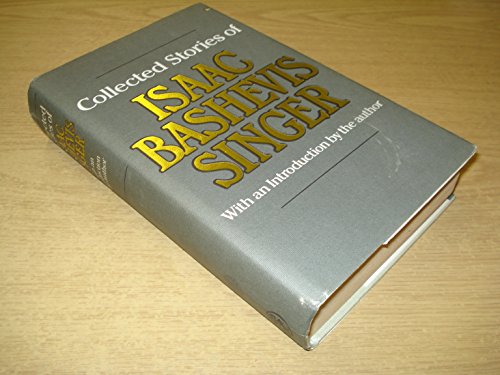 Collected Stories of
ISAAC
BASHEVIS
SINGER
With an Introduction by the author